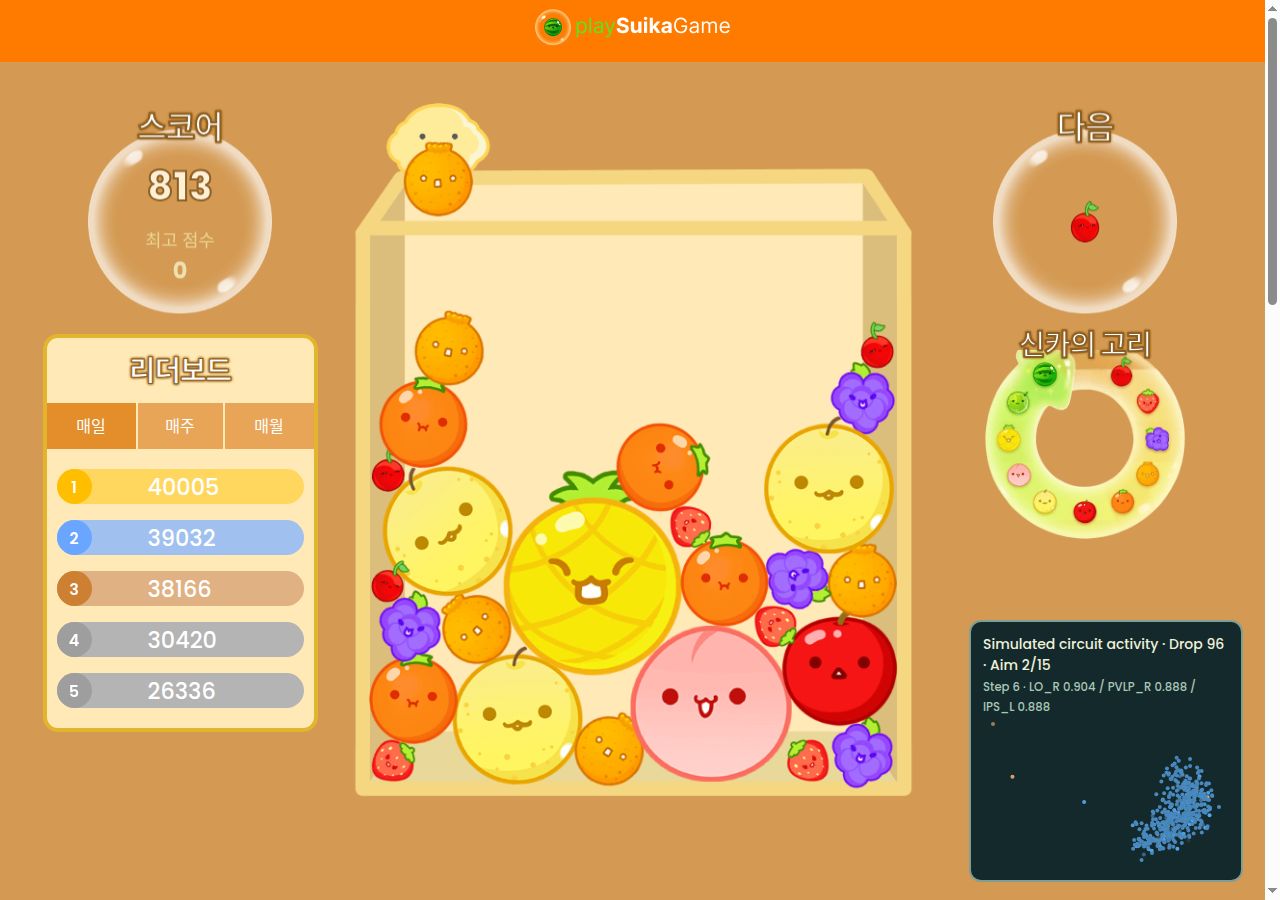 playSuikaGame
스코어
813
최고 점수
0
다음
신카의 고리
리더보드
매일 매주 매월
1 40005
2 39032
3 38166
4 30420
5 26336
Simulated circuit activity · Drop 96
· Aim 2/15
Step 6 · LO_R 0.904 / PVLP_R 0.888 /
IPS_L 0.888